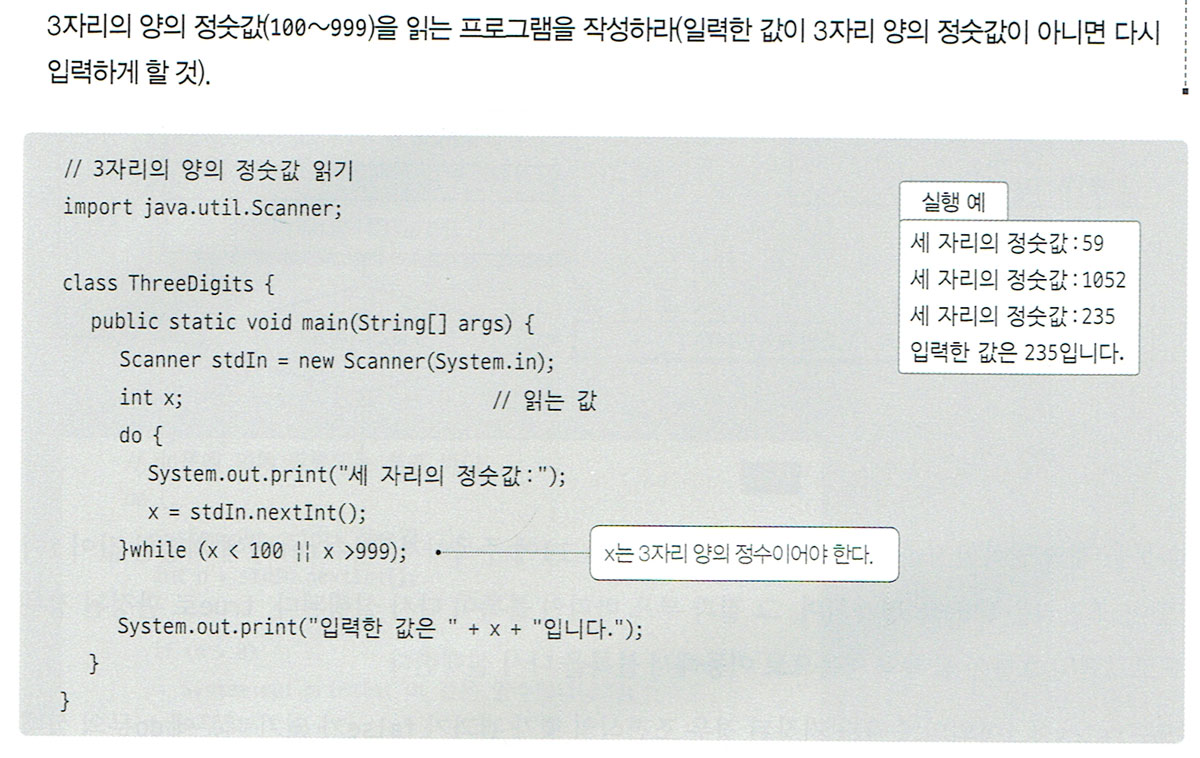 3자리의 양의 정숫값(100~999)을 읽는 프로그램을 작성하라(일력한 값이 3자리 양의 정숫값이 아니면 다시
입력하게 할 것).
// 3자리의 양의 정숫값 읽기
import java.util.Scanner;
class ThreeDigits {
public static void main(String[] args) {
Scanner stdIn = new Scanner(System.in);
int x; // 읽는 값
do {
System.out.print("세 자리의 정숫값:");
x = stdIn.nextInt();
}while (x < 100 || x >999);
x는 3자리 양의 정수이어야 한다.
System.out.print("입력한 값은 " + x + "입니다.");
}
}
실행 예
세 자리의 정숫값:59
세 자리의 정숫값:1052
세 자리의 정숫값:235
입력한 값은 235입니다.